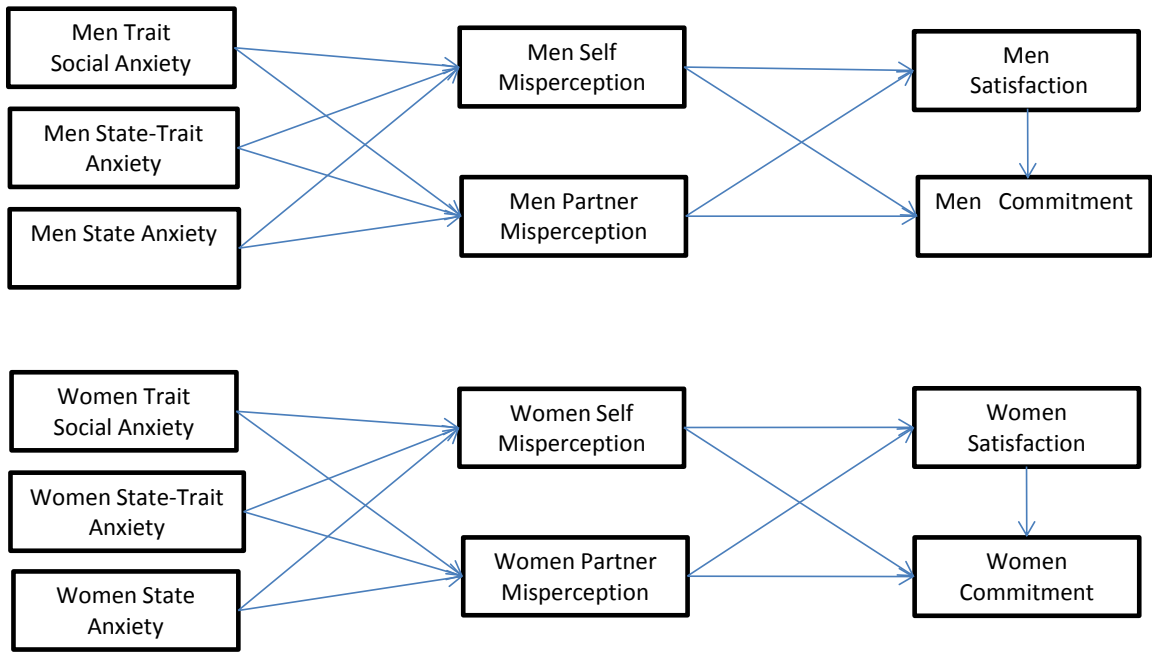 Men Trait
Social Anxiety
Men Self
Misperception
Men
Satisfaction
Men State-Trait
Anxiety
Men State Anxiety
Men Partner
Misperception
Men Commitment
Women Trait
Social Anxiety
Women Self
Misperception
Women
Satisfaction
Women State-Trait
Anxiety
Women State
Anxiety
Women Partner
Misperception
Women
Commitment